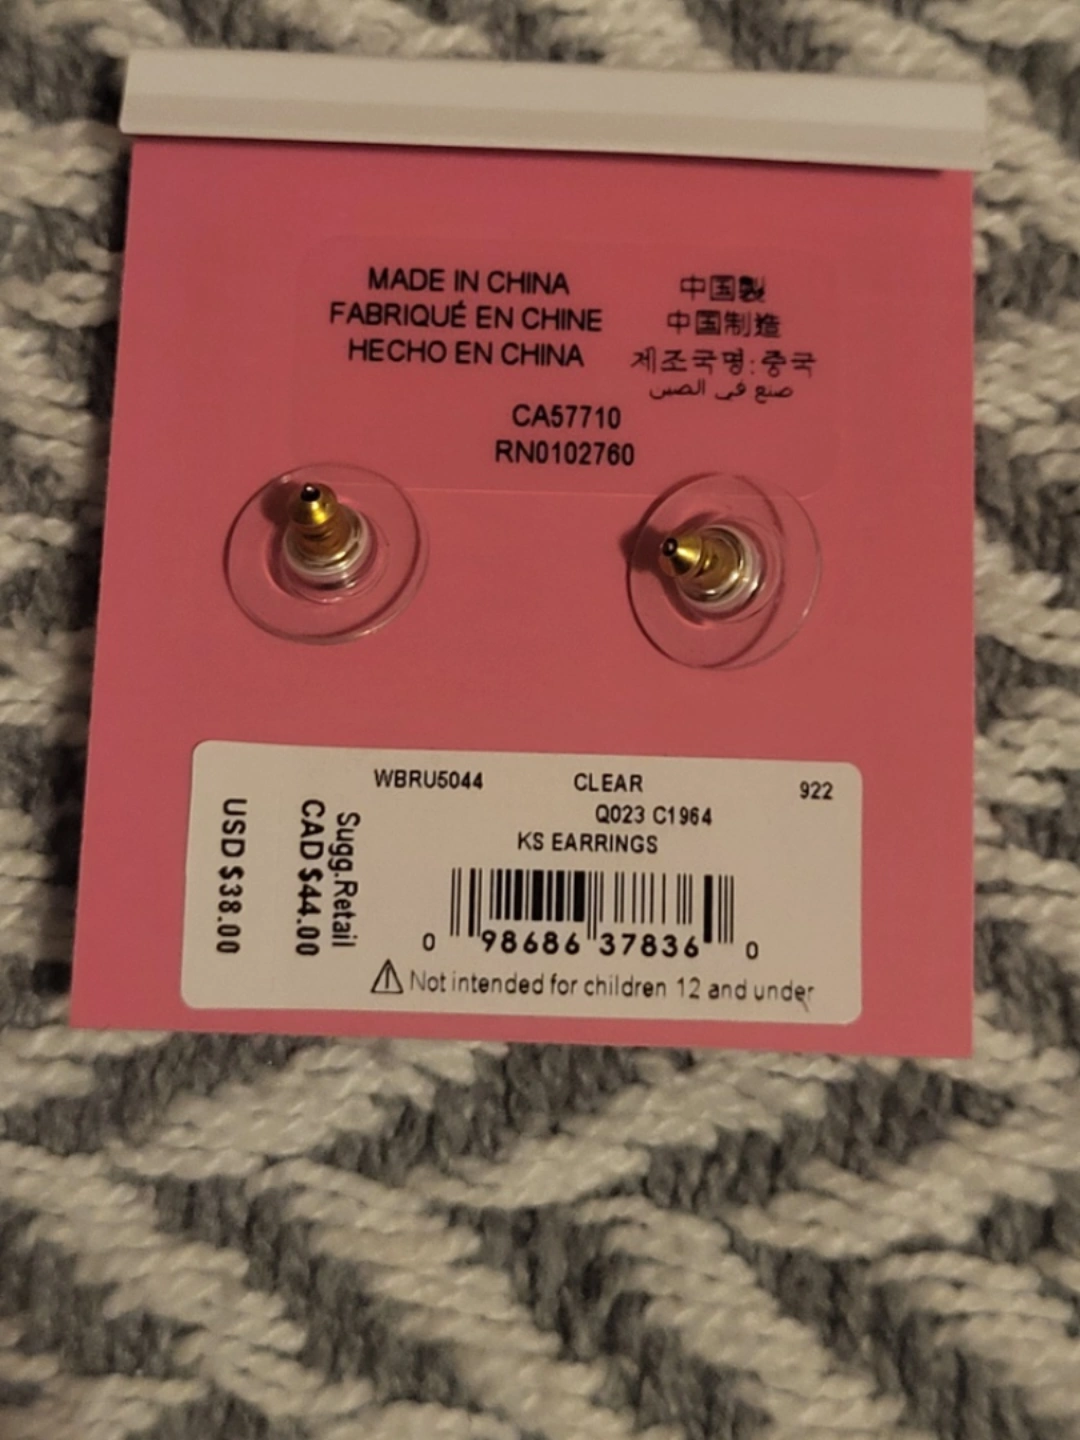 MADE IN CHINA
FABRIQUÉ EN CHINE
HECHO EN CHINA
中国製
中国制造
제조국명:중국
صنع في الصين
CA57710
RN0102760
WBRU5044 CLEAR 922
Q023 C1964
KS EARRINGS
Sugg.Retail
CAD $44.00
USD $38.00
0 98686 37836 0
⚠ Not intended for children 12 and under